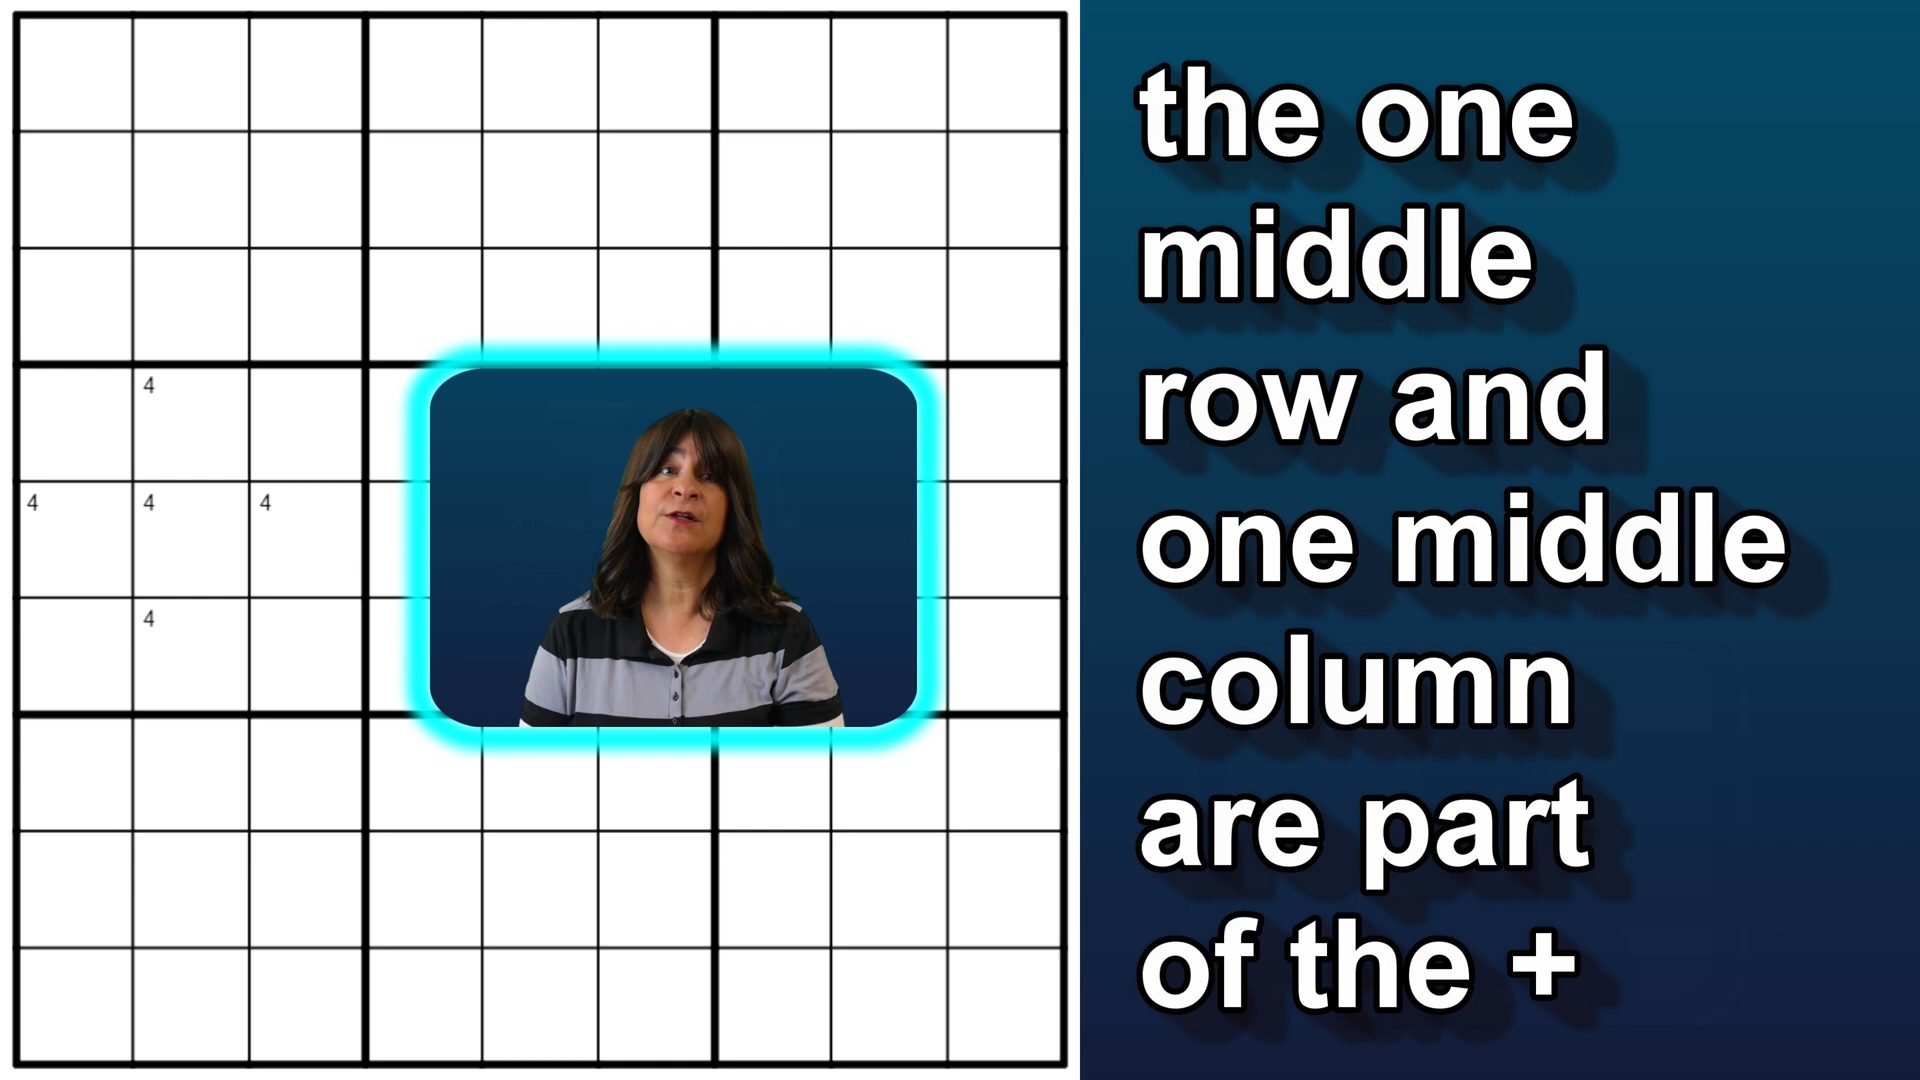 4
4 4 4
4
the one
middle
row and
one middle
column
are part
of the +